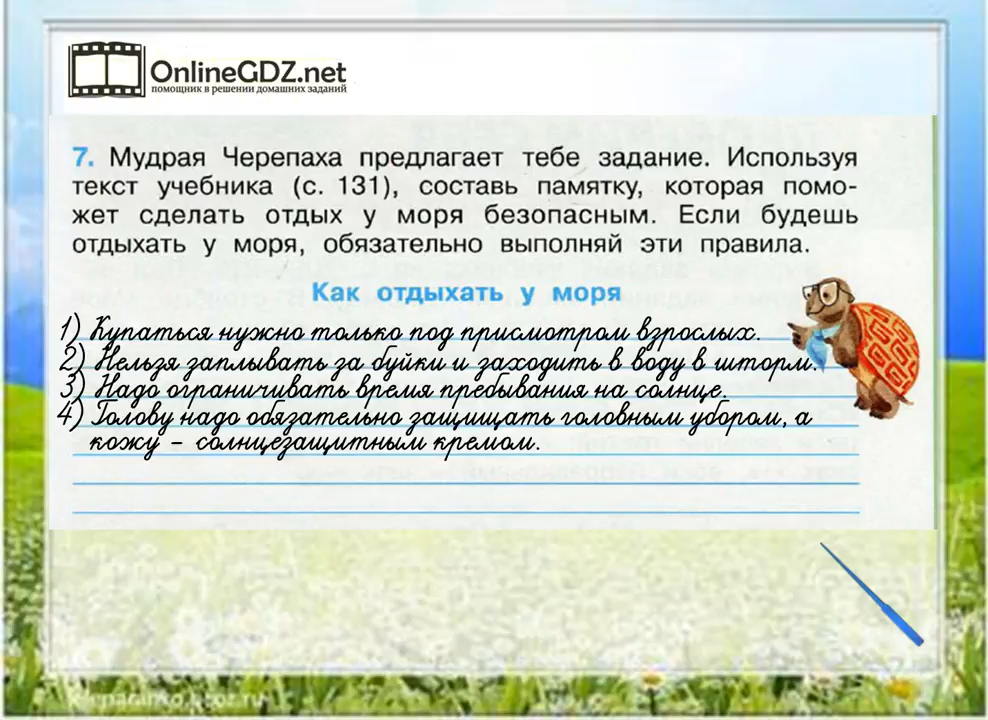 OnlineGDZ.net
помощник в решении домашних заданий
7. Мудрая Черепаха предлагает тебе задание. Используя
текст учебника (с. 131), составь памятку, которая помо-
жет сделать отдых у моря безопасным. Если будешь
отдыхать у моря, обязательно выполняй эти правила.
Как отдыхать у моря
1) Купаться нужно только под присмотром взрослых.
2) Нельзя заплывать за буйки и заходить в воду в шторм.
3) Надо ограничивать время пребывания на солнце.
4) Голову надо обязательно защищать головным убором, а
кожу – солнцезащитным кремом.